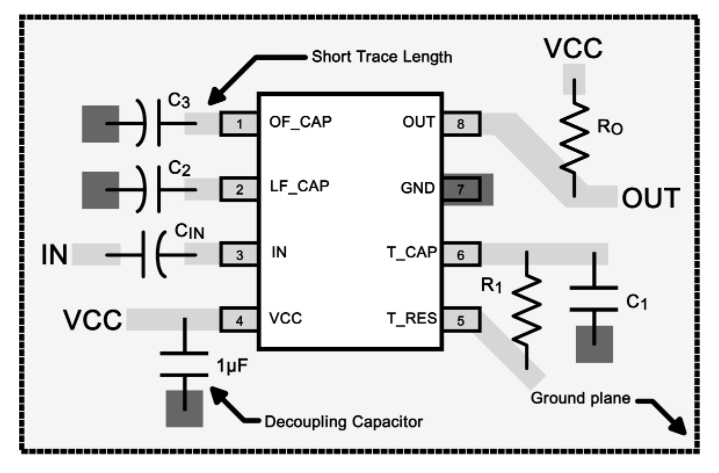 Short Trace Length
VCC
C3
1 OF_CAP OUT 8
RO
C2
2 LF_CAP GND 7
OUT
CIN
IN
3 IN T_CAP 6
R1
C1
VCC
4 VCC T_RES 5
1µF
Ground plane
Decoupling Capacitor